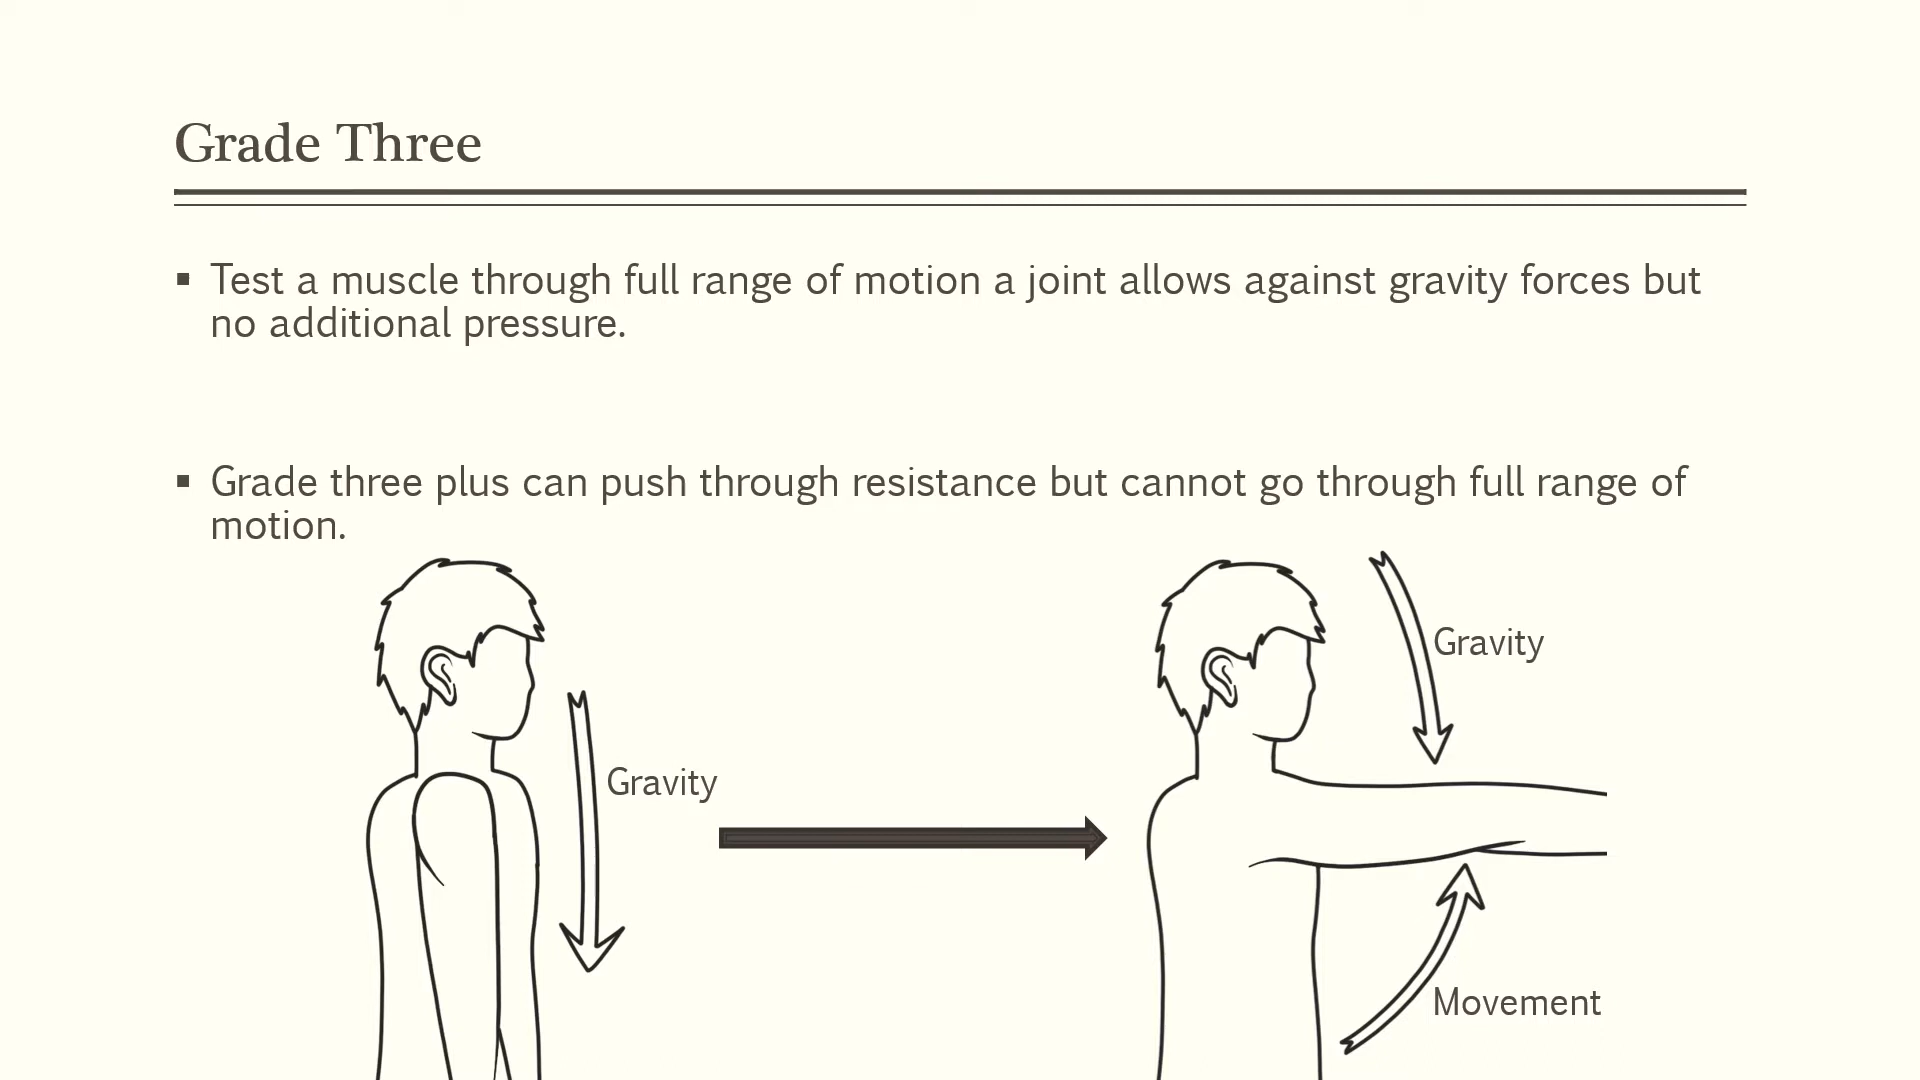 Grade Three
▪ Test a muscle through full range of motion a joint allows against gravity forces but
no additional pressure.
▪ Grade three plus can push through resistance but cannot go through full range of
motion.
Gravity
Gravity
Movement